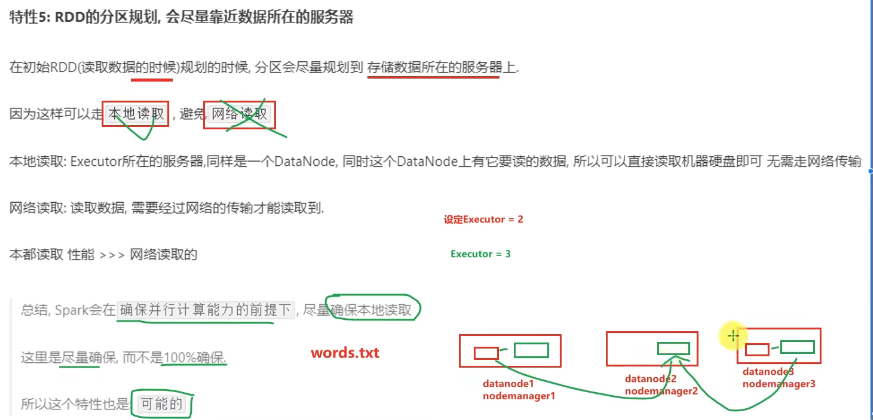 特性5: RDD的分区规划, 会尽量靠近数据所在的服务器
在初始RDD(读取数据的时候)规划的时候, 分区会尽量规划到 存储数据所在的服务器上.
因为这样可以走 本地读取 , 避免 网络读取
本地读取: Executor所在的服务器,同样是一个DataNode, 同时这个DataNode上有它要读的数据, 所以可以直接读取机器硬盘即可 无需走网络传输
网络读取: 读取数据, 需要经过网络的传输才能读取到.
设定Executor = 2
本都读取 性能 >>> 网络读取的
Executor = 3
总结, Spark会在 确保并行计算能力的前提下 , 尽量确保本地读取
这里是尽量确保, 而不是100%确保.
words.txt
所以这个特性也是: 可能的
datanode1
nodemanager1
datanode2
nodemanager2
datanode3
nodemanager3